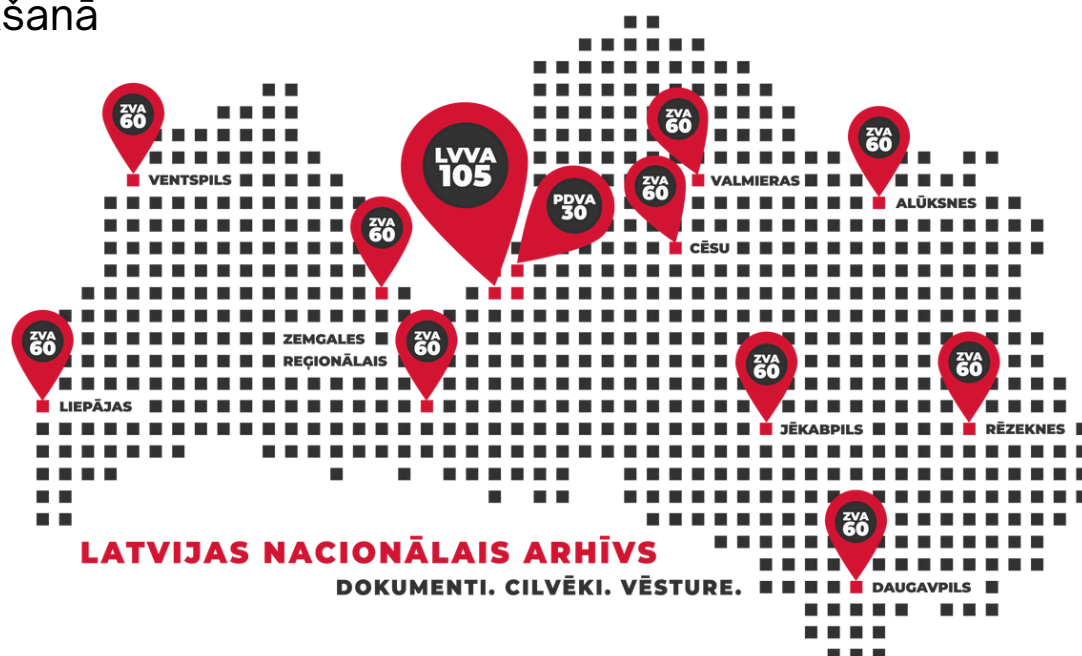 šanā
ZVA
60
VENTSPILS
LVVA
105
ZVA
60
VALMIERAS
ZVA
60
ALŪKSNES
ZVA
60
CĒSU
PDVA
30
ZVA
60
ZEMGALES
REĢIONĀLAIS
ZVA
60
ZVA
60
LIEPĀJAS
ZVA
60
JĒKABPILS
ZVA
60
RĒZEKNES
ZVA
60
DAUGAVPILS
LATVIJAS NACIONĀLAIS ARHĪVS
DOKUMENTI. CILVĒKI. VĒSTURE.